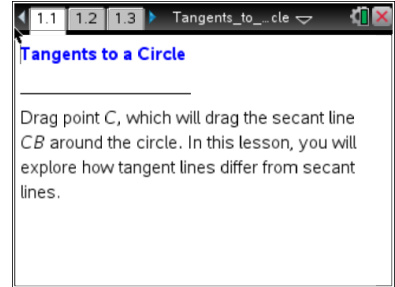 1.1 1.2 1.3 Tangents_to_…cle
Tangents to a Circle
Drag point C, which will drag the secant line
CB around the circle. In this lesson, you will
explore how tangent lines differ from secant
lines.